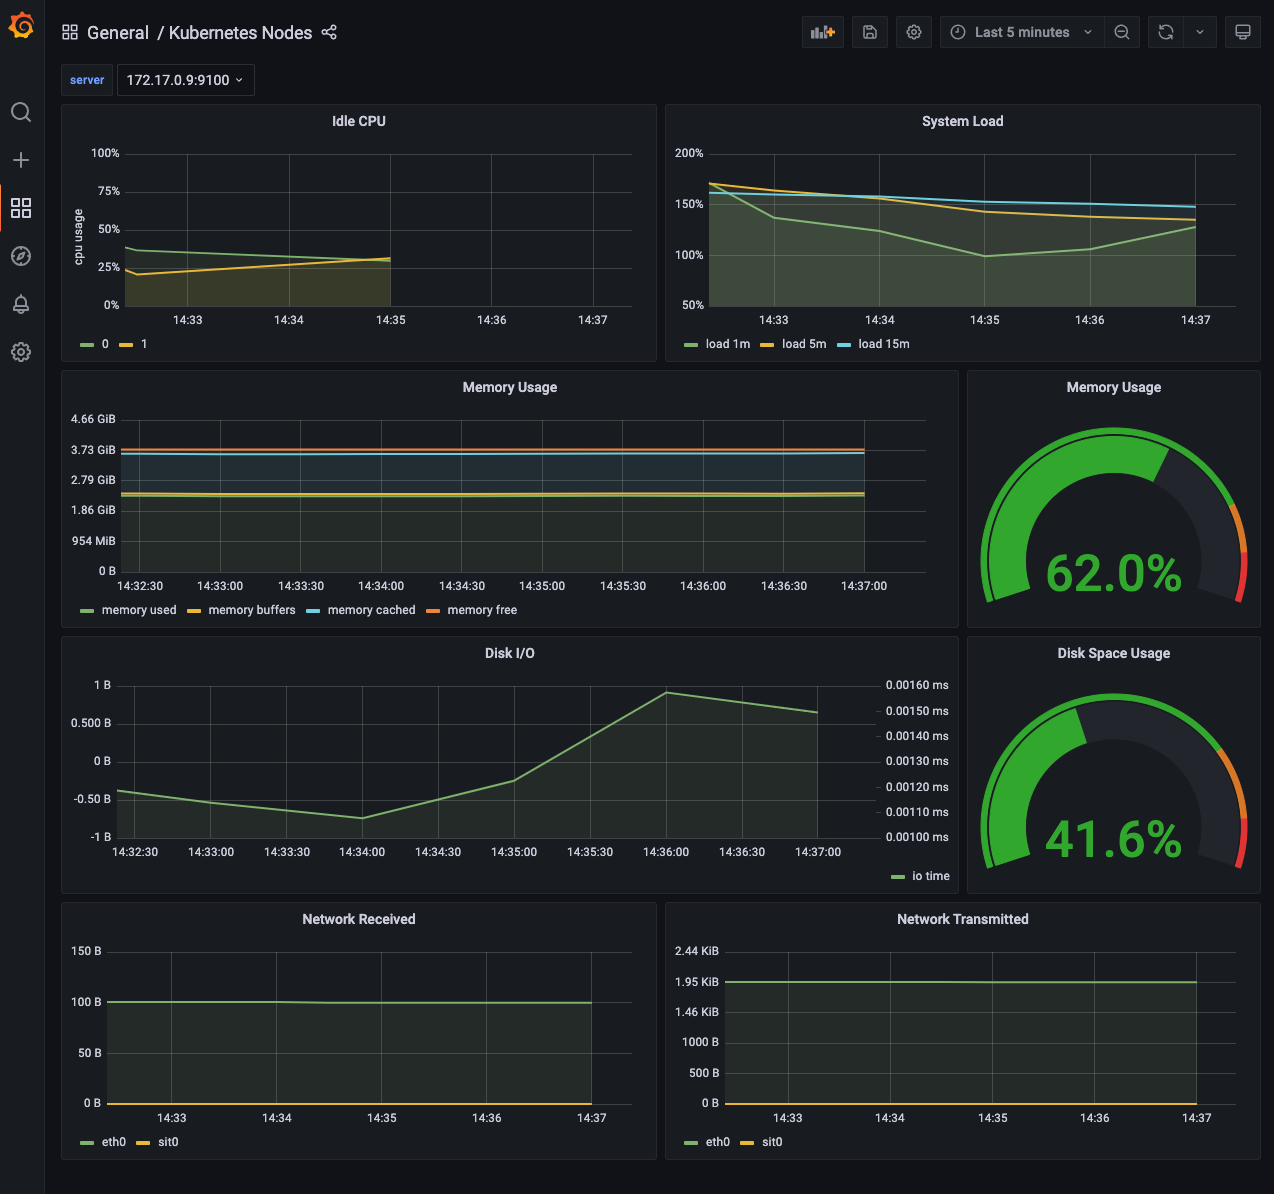 General / Kubernetes Nodes
Last 5 minutes
server 172.17.0.9:9100
Idle CPU
cpu usage
100%
75%
50%
25%
0%
14:33 14:34 14:35 14:36 14:37
0 1
System Load
200%
150%
100%
50%
14:33 14:34 14:35 14:36 14:37
load 1m load 5m load 15m
Memory Usage
4.66 GiB
3.73 GiB
2.79 GiB
1.86 GiB
954 MiB
0 B
14:32:30 14:33:00 14:33:30 14:34:00 14:34:30 14:35:00 14:35:30 14:36:00 14:36:30 14:37:00
memory used memory buffers memory cached memory free
Memory Usage
62.0%
Disk I/O
1 B
0.500 B
0 B
-0.50 B
-1 B
0.00160 ms
0.00150 ms
0.00140 ms
0.00130 ms
0.00120 ms
0.00110 ms
0.00100 ms
14:32:30 14:33:00 14:33:30 14:34:00 14:34:30 14:35:00 14:35:30 14:36:00 14:36:30 14:37:00
io time
Disk Space Usage
41.6%
Network Received
150 B
100 B
50 B
0 B
14:33 14:34 14:35 14:36 14:37
eth0 sit0
Network Transmitted
2.44 KiB
1.95 KiB
1.46 KiB
1000 B
500 B
0 B
14:33 14:34 14:35 14:36 14:37
eth0 sit0